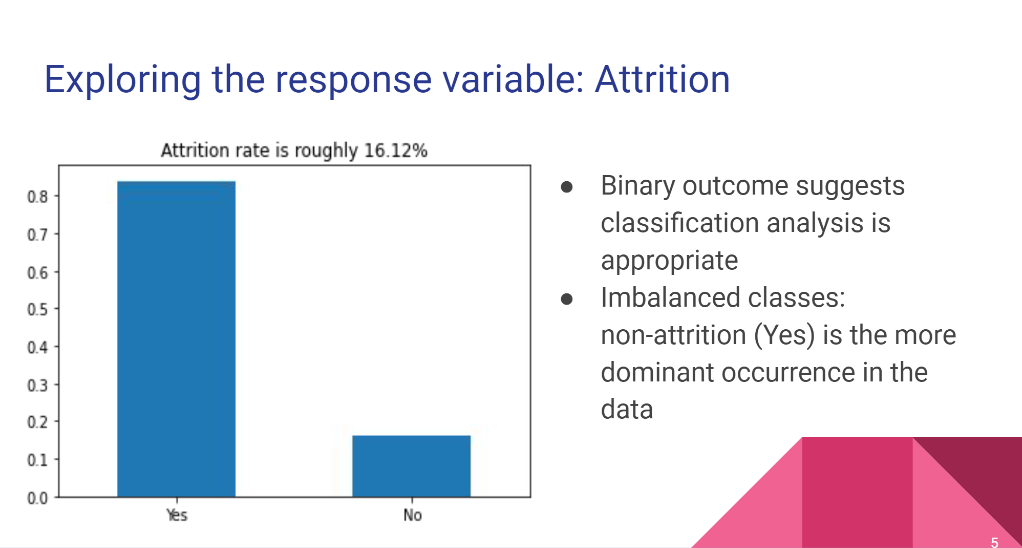 Exploring the response variable: Attrition
Attrition rate is roughly 16.12%
0.8
0.7
0.6
0.5
0.4
0.3
0.2
0.1
0.0
Yes
No
● Binary outcome suggests
classification analysis is
appropriate
● Imbalanced classes:
non-attrition (Yes) is the more
dominant occurrence in the
data
5